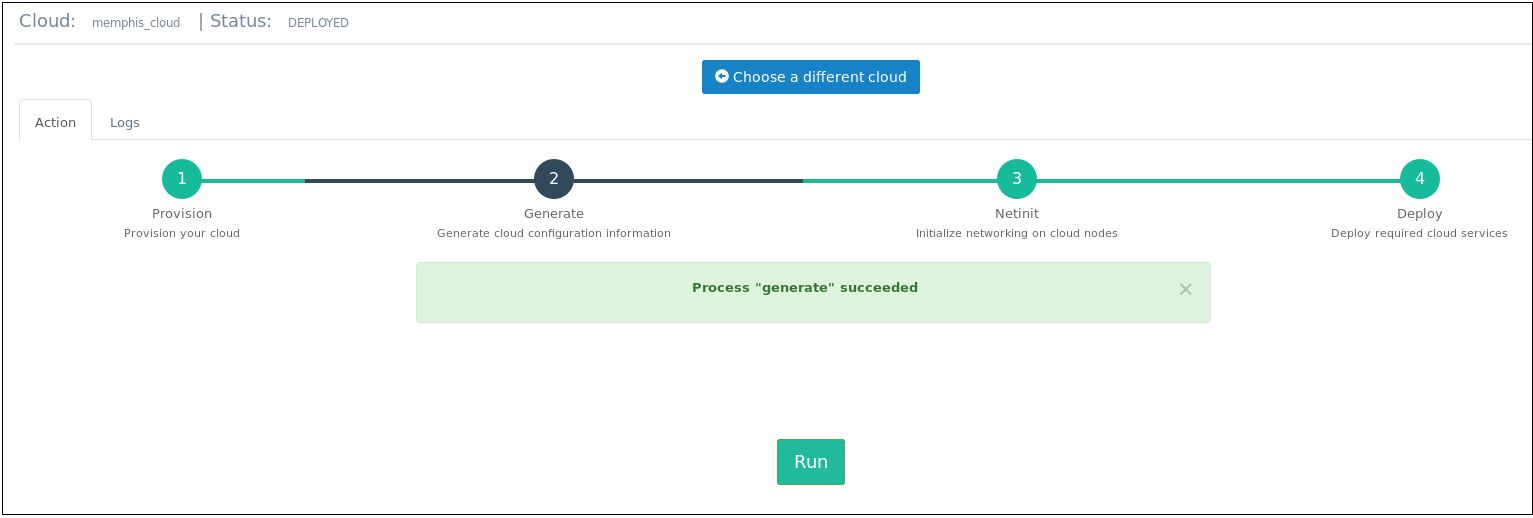 Cloud: memphis_cloud | Status: DEPLOYED
Choose a different cloud
Action Logs
1 2 3 4
Provision Generate Netinit Deploy
Provision your cloud Generate cloud configuration information Initialize networking on cloud nodes Deploy required cloud services
Process "generate" succeeded ×
Run